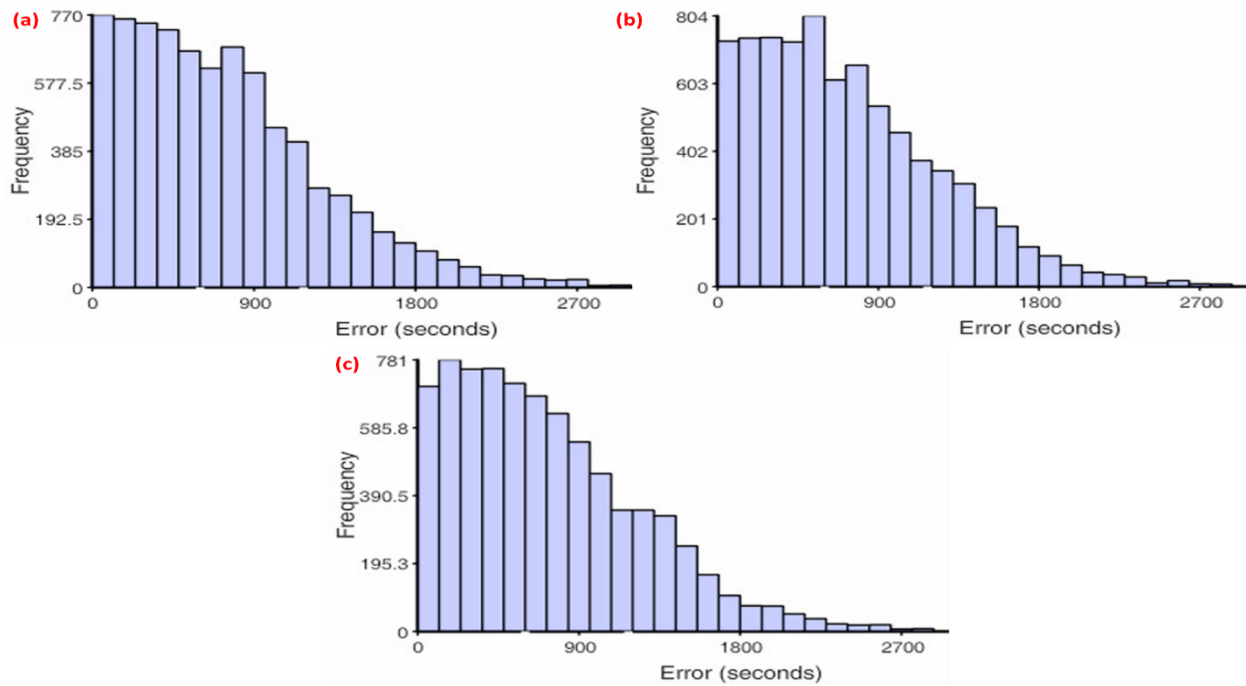 (a)
770
577.5
385
192.5
0
Frequency
0 900 1800 2700
Error (seconds)
(b)
804
603
402
201
0
Frequency
0 900 1800 2700
Error (seconds)
(c)
781
585.8
390.5
195.3
0
Frequency
0 900 1800 2700
Error (seconds)